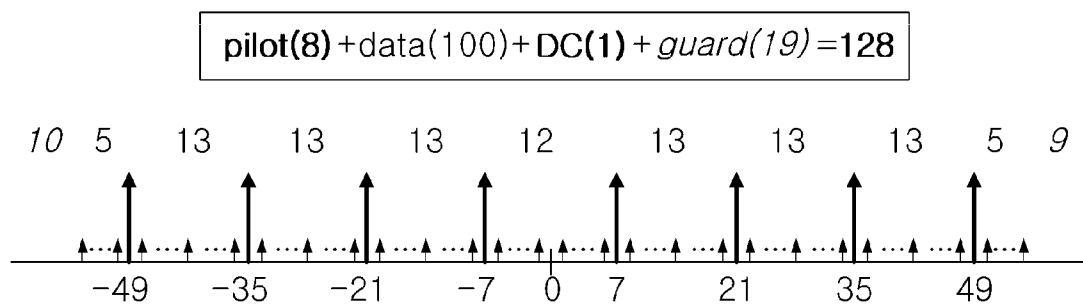 pilot(8)+data(100)+DC(1)+guard(19)=128
10 5 13 13 13 12 13 13 13 5 9
... ... ... ... ... ... ... ... ... ...
-49 -35 -21 -7 0 7 21 35 49